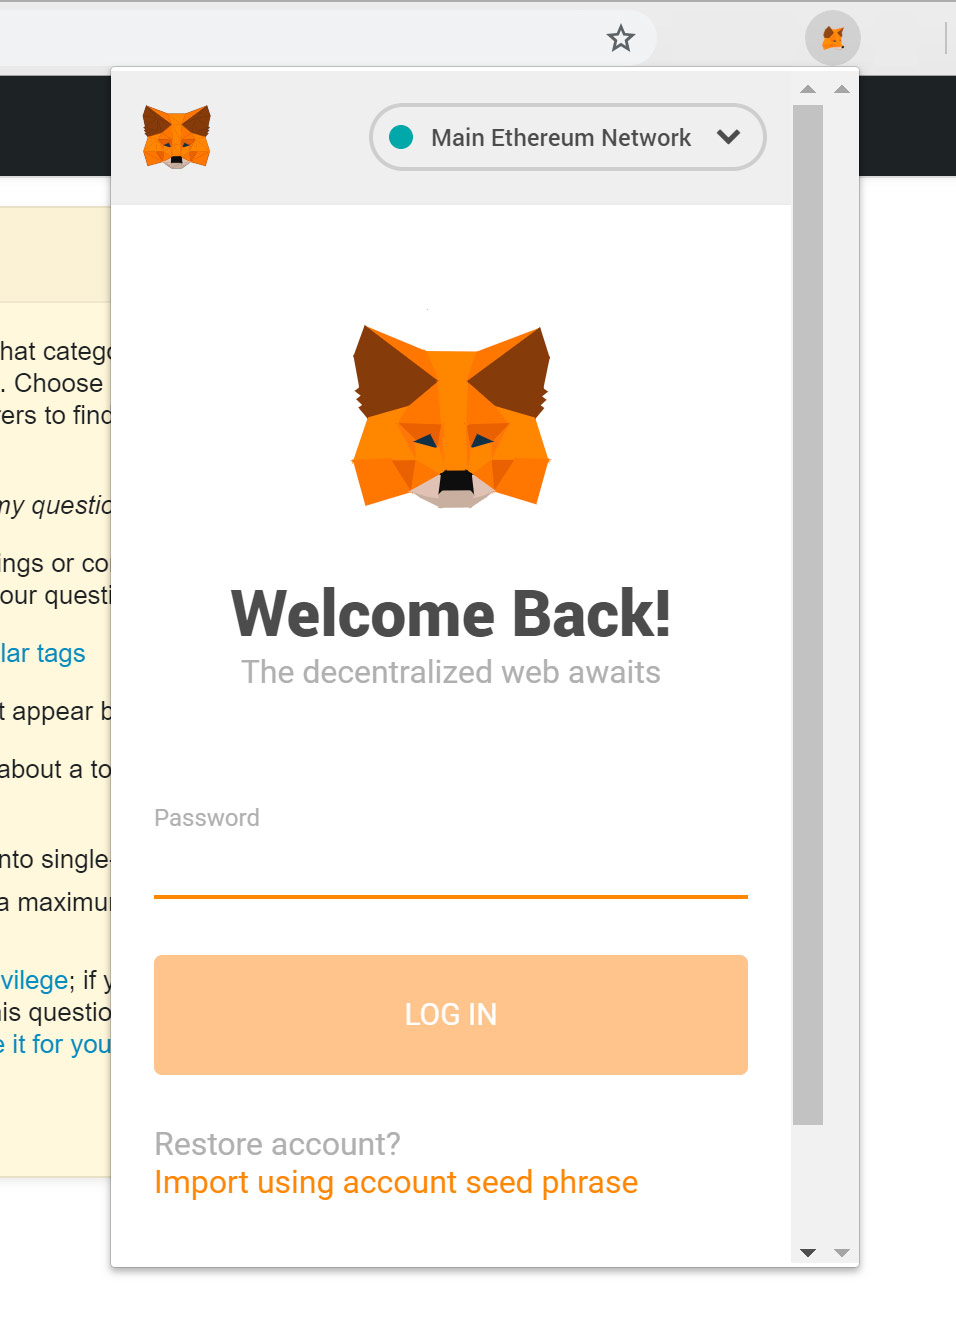 Main Ethereum Network
hat catego
. Choose
ers to find
my questio
ings or co
our questi
lar tags
t appear b
about a to
nto single-
a maximu
vilege; if y
is questio
e it for you
Welcome Back!
The decentralized web awaits
Password
LOG IN
Restore account?
Import using account seed phrase